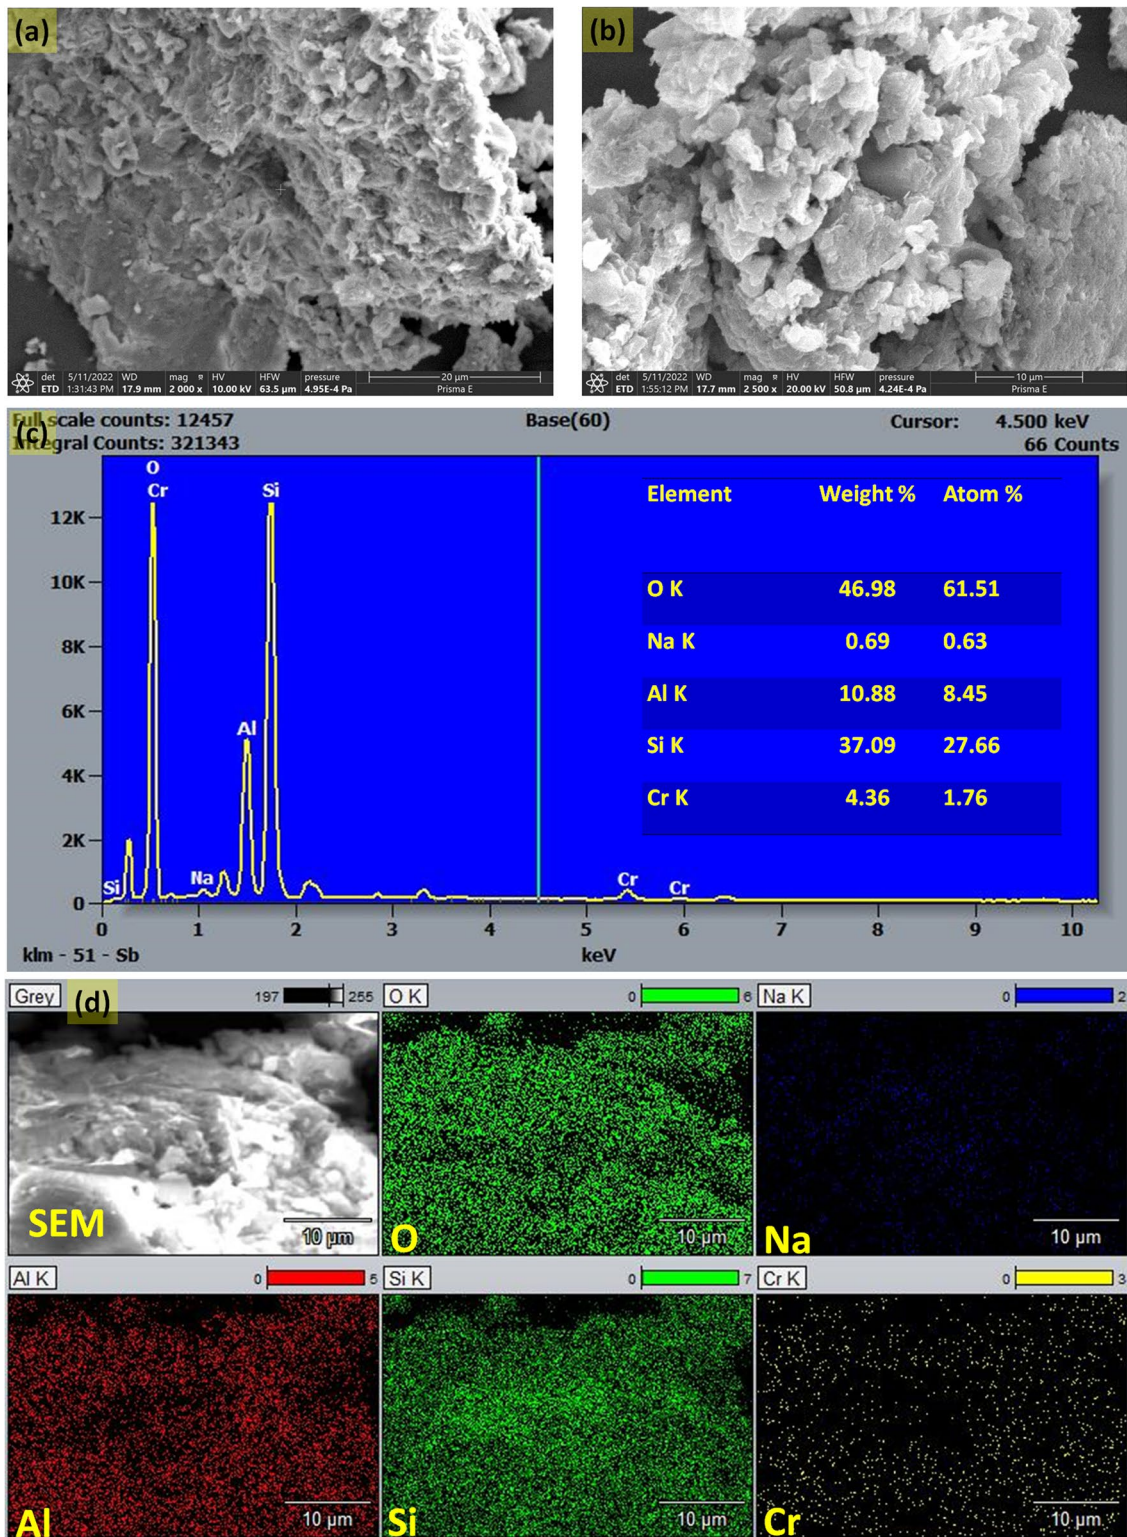 (a)
det 5/11/2022 WD mag HV HFW pressure 20 µm
ETD 1:31:43 PM 17.9 mm 2 000 x 10.00 kV 63.5 µm 4.95E-4 Pa Prisma E
(b)
det 5/11/2022 WD mag HV HFW pressure 10 µm
ETD 1:55:12 PM 17.7 mm 2 500 x 20.00 kV 50.8 µm 4.24E-4 Pa Prisma E
(c)
Full scale counts: 12457 Base(60) Cursor: 4.500 keV
Integral Counts: 321343 66 Counts
O
Cr
Si
Al
Si
Na
Cr
Cr
12K
10K
8K
6K
4K
2K
0
0 1 2 3 4 5 6 7 8 9 10
klm - 51 - Sb keV
Element Weight % Atom %
O K 46.98 61.51
Na K 0.69 0.63
Al K 10.88 8.45
Si K 37.09 27.66
Cr K 4.36 1.76
(d)
Grey 197 255
SEM
10 µm
O K 0 6
O
10 µm
Na K 0 2
Na
10 µm
Al K 0 5
Al
10 µm
Si K 0 7
Si
10 µm
Cr K 0 3
Cr
10 µm